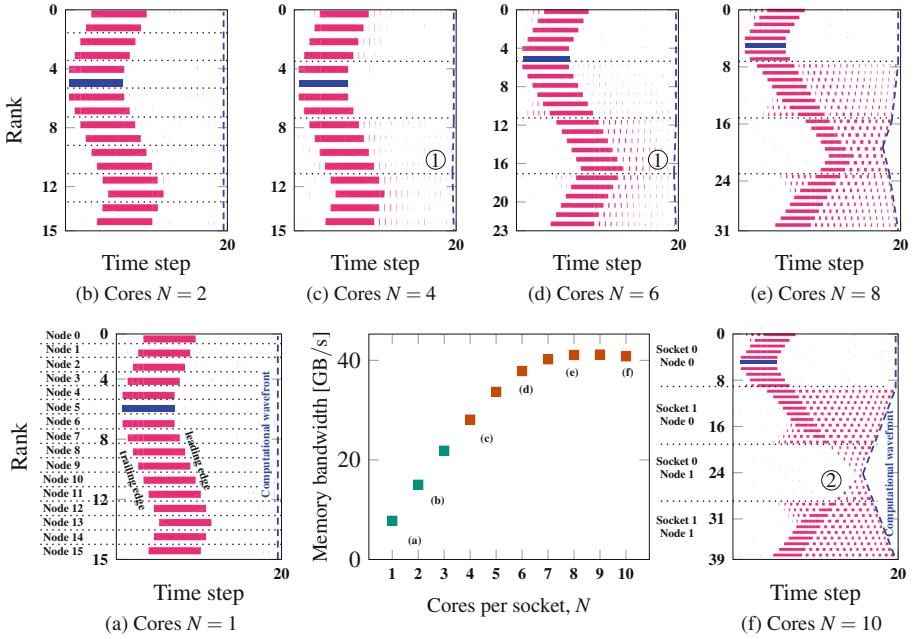 Rank
0
4
8
12
15
20
Time step
(b) Cores N = 2
0
4
8
12
15
①
20
Time step
(c) Cores N = 4
0
4
8
12
16
20
23
①
20
Time step
(d) Cores N = 6
0
8
16
24
31
20
Time step
(e) Cores N = 8
Rank
Node 0
Node 1
Node 2
Node 3
Node 4
Node 5
Node 6
Node 7
Node 8
Node 9
Node 10
Node 11
Node 12
Node 13
Node 14
Node 15
0
4
8
12
15
trailing edge
leading edge
Computational wavefront
20
Time step
(a) Cores N = 1
Memory bandwidth [GB/s]
40
20
0
(a)
(b)
(c)
(d)
(e)
(f)
1 2 3 4 5 6 7 8 9 10
Cores per socket, N
Socket 0
Node 0
Socket 1
Node 0
Socket 0
Node 1
Socket 1
Node 1
0
8
16
24
31
39
②
Computational wavefront
20
Time step
(f) Cores N = 10